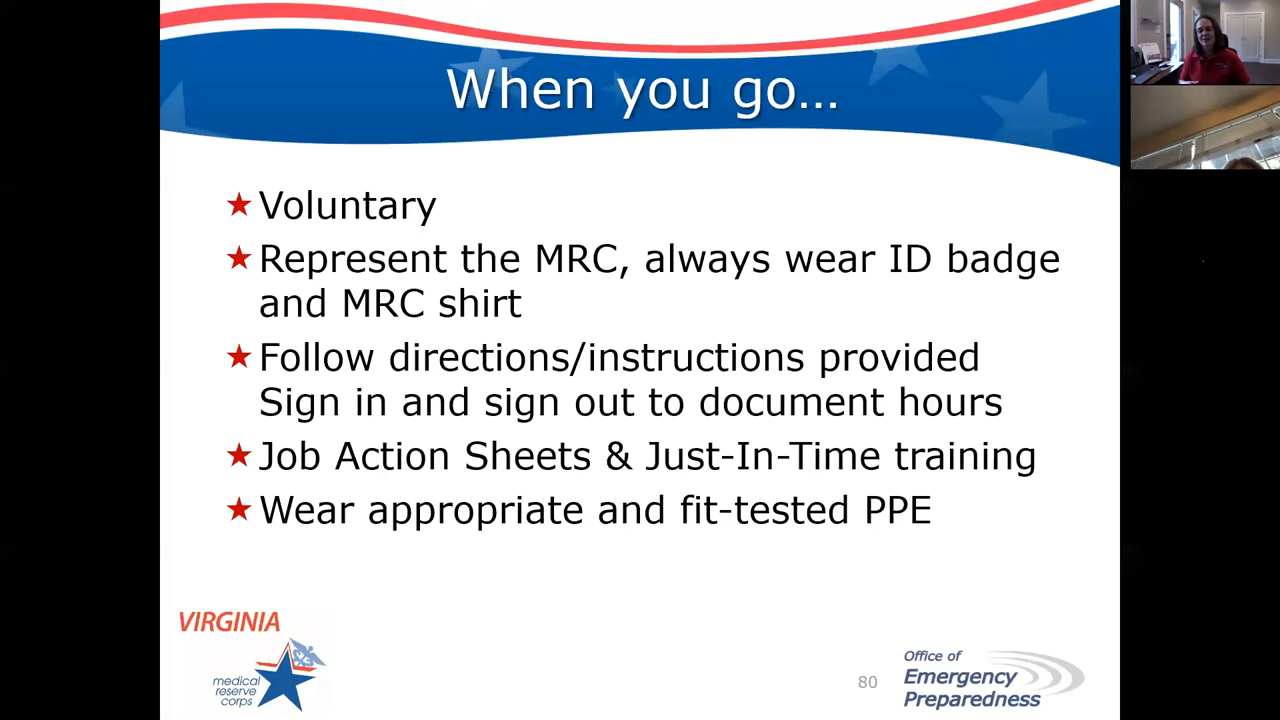 When you go...
Voluntary
Represent the MRC, always wear ID badge
and MRC shirt
Follow directions/instructions provided
Sign in and sign out to document hours
Job Action Sheets & Just-In-Time training
Wear appropriate and fit-tested PPE
VIRGINIA
medical
reserve
corps
80
Office of
Emergency
Preparedness